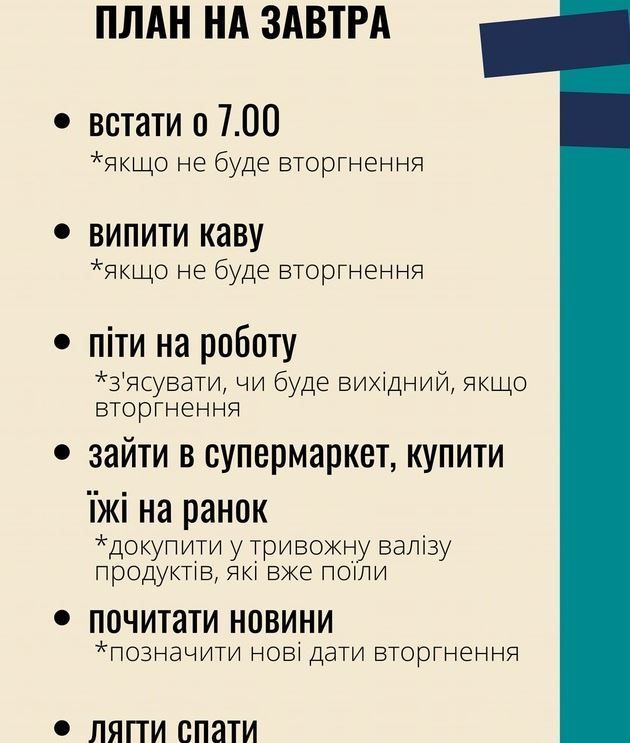 ПЛАН НА ЗАВТРА
• встати о 7.00
*якщо не буде вторгнення
• випити каву
*якщо не буде вторгнення
• піти на роботу
*з'ясувати, чи буде вихідний, якщо
вторгнення
• зайти в супермаркет, купити
їжі на ранок
*докупити у тривожну валізу
продуктів, які вже поїли
• почитати новини
*позначити нові дати вторгнення
• лягти спати